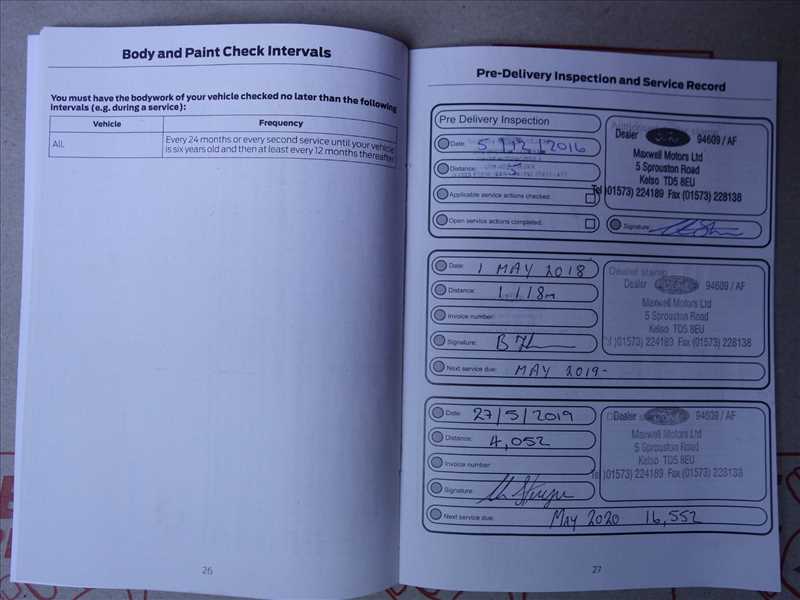 Body and Paint Check Intervals
You must have the bodywork of your vehicle checked no later than the following
intervals (e.g. during a service):
Vehicle Frequency
All. Every 24 months or every second service until your vehicle
is six years old and then at least every 12 months thereafter.
26
Pre-Delivery Inspection and Service Record
Pre Delivery Inspection
Date: 5/12/2016
Distance: 5
Applicable service actions checked:
Open service actions completed:
Dealer Ford 94609 / AF
Maxwell Motors Ltd
5 Sprouston Road
Kelso TD5 8EU
Tel (01573) 224189 Fax (01573) 228138
Signature:
Date: 1 MAY 2018
Distance: 1,118m
Invoice number:
Signature:
Next service due: MAY 2019-
Dealer stamp
Dealer Ford 94609 / AF
Maxwell Motors Ltd
5 Sprouston Road
Kelso TD5 8EU
Tel (01573) 224189 Fax (01573) 228138
Date: 27/5/2019
Distance: 4,052
Invoice number:
Signature:
Next service due: MAY 2020 16,552
Dealer Ford 94609 / AF
Maxwell Motors Ltd
5 Sprouston Road
Kelso TD5 8EU
Tel (01573) 224189 Fax (01573) 228138
27